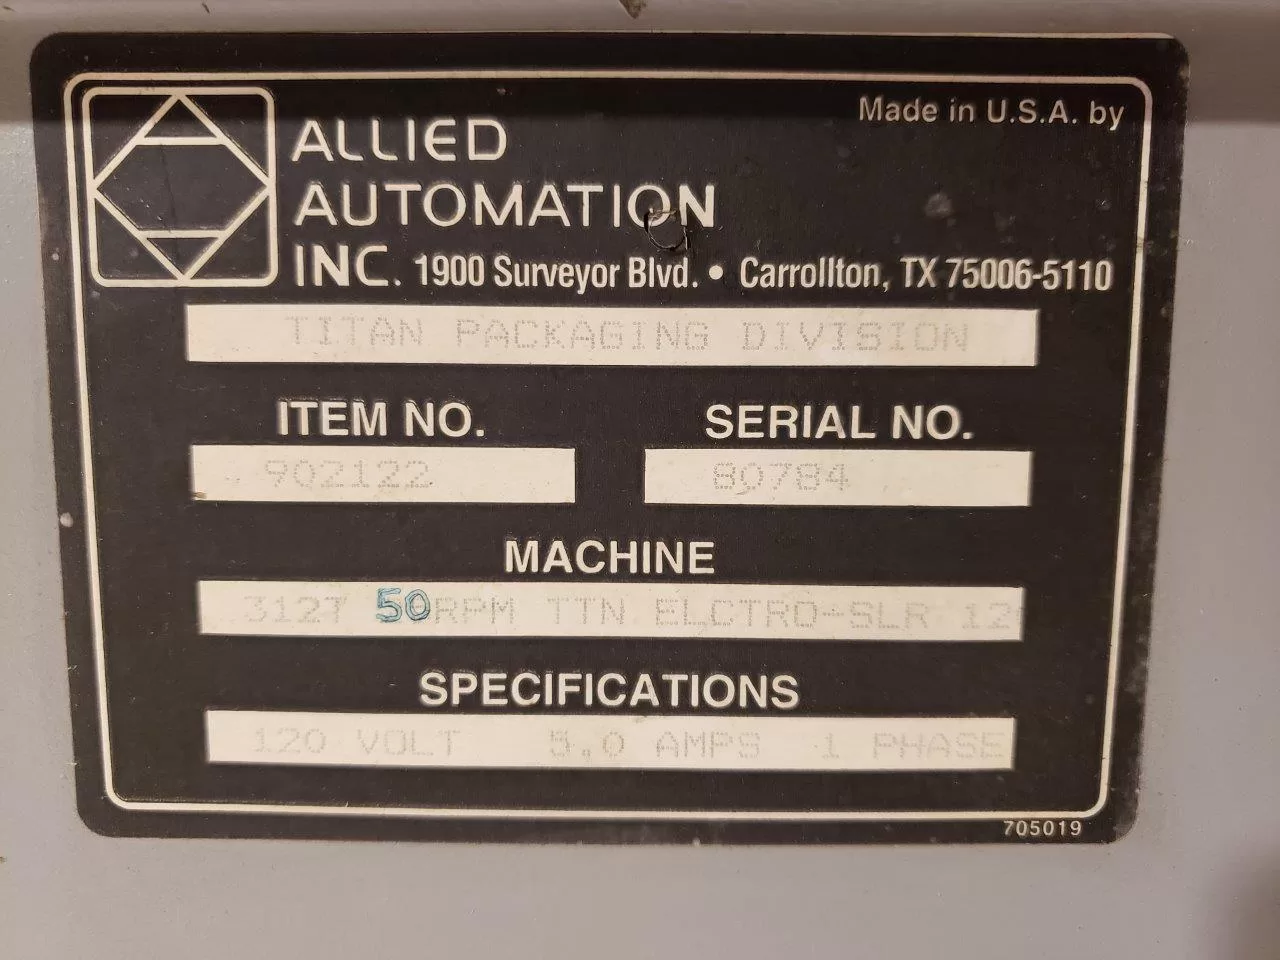 Made in U.S.A. by
ALLIED
AUTOMATION
INC. 1900 Surveyor Blvd. • Carrollton, TX 75006-5110
TITAN PACKAGING DIVISION
ITEM NO. SERIAL NO.
902122 80784
MACHINE
3127 50 RPM TTN ELCTRO-SLR
SPECIFICATIONS
120 VOLT 5.0 AMPS 1 PHASE
705019